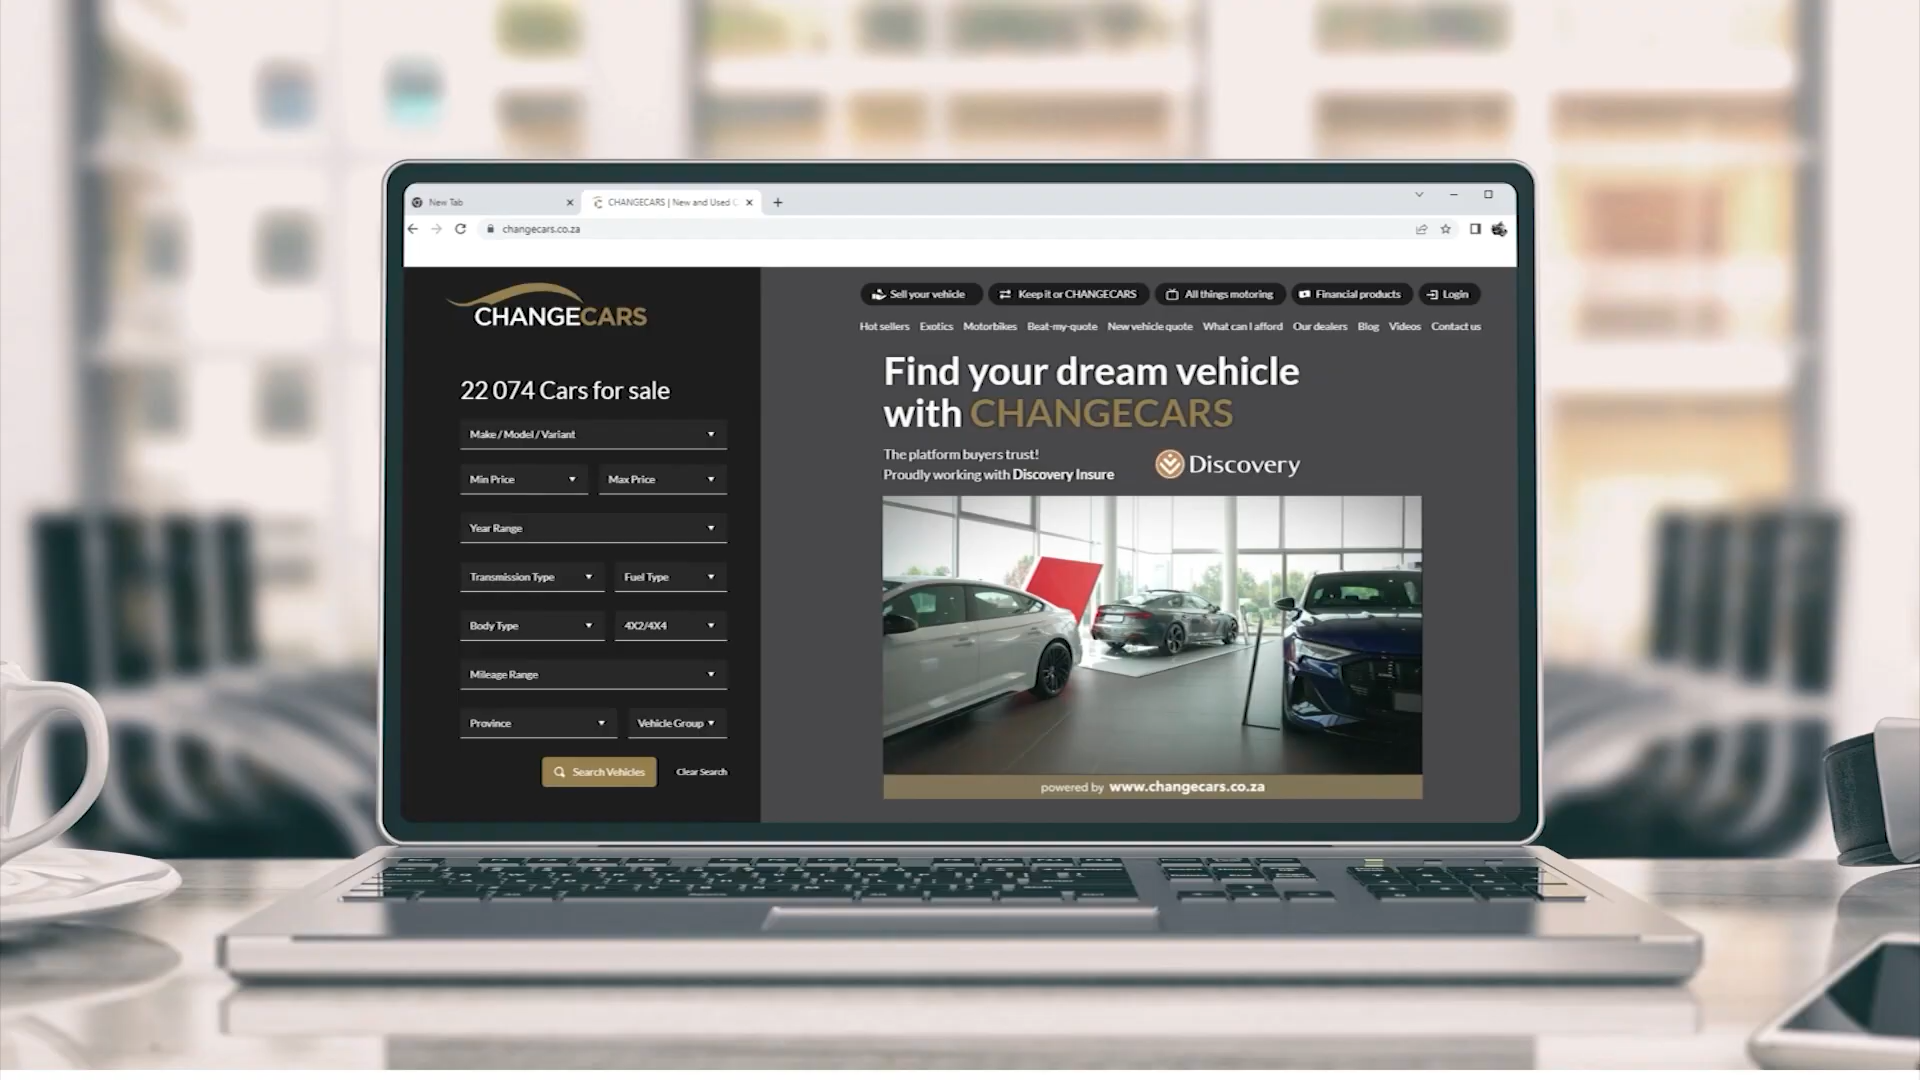 New Tab
CHANGECARS | New and Used C
changecars.co.za
CHANGECARS
22 074 Cars for sale
Make / Model / Variant
Min Price
Max Price
Year Range
Transmission Type
Fuel Type
Body Type
4X2/4X4
Mileage Range
Province
Vehicle Group
Search Vehicles
Clear Search
Sell your vehicle
Keep it or CHANGECARS
All things motoring
Financial products
Login
Hot sellers Exotics Motorbikes Beat-my-quote New vehicle quote What can I afford Our dealers Blog Videos Contact us
Find your dream vehicle
with CHANGECARS
The platform buyers trust!
Proudly working with Discovery Insure
Discovery
powered by www.changecars.co.za